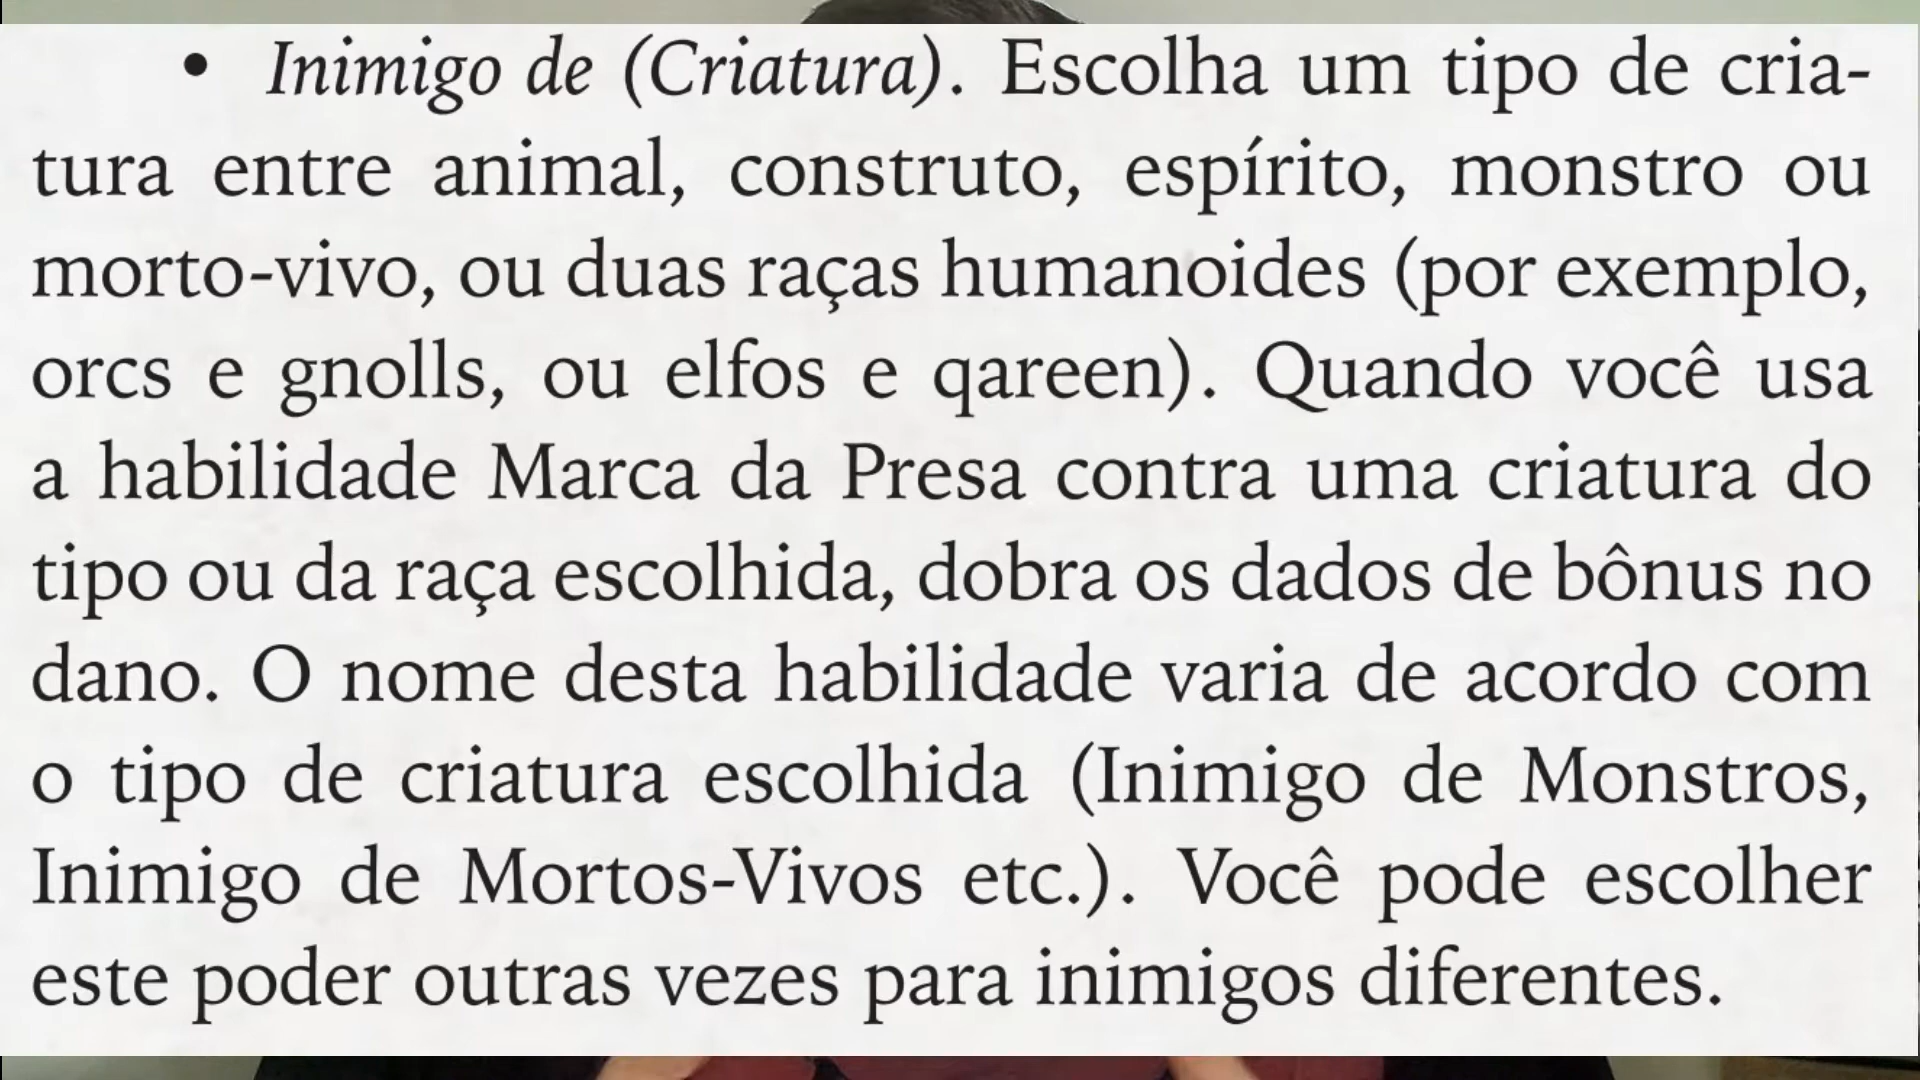 • Inimigo de (Criatura). Escolha um tipo de cria-
tura entre animal, construto, espírito, monstro ou
morto-vivo, ou duas raças humanoides (por exemplo,
orcs e gnolls, ou elfos e qareen). Quando você usa
a habilidade Marca da Presa contra uma criatura do
tipo ou da raça escolhida, dobra os dados de bônus no
dano. O nome desta habilidade varia de acordo com
o tipo de criatura escolhida (Inimigo de Monstros,
Inimigo de Mortos-Vivos etc.). Você pode escolher
este poder outras vezes para inimigos diferentes.